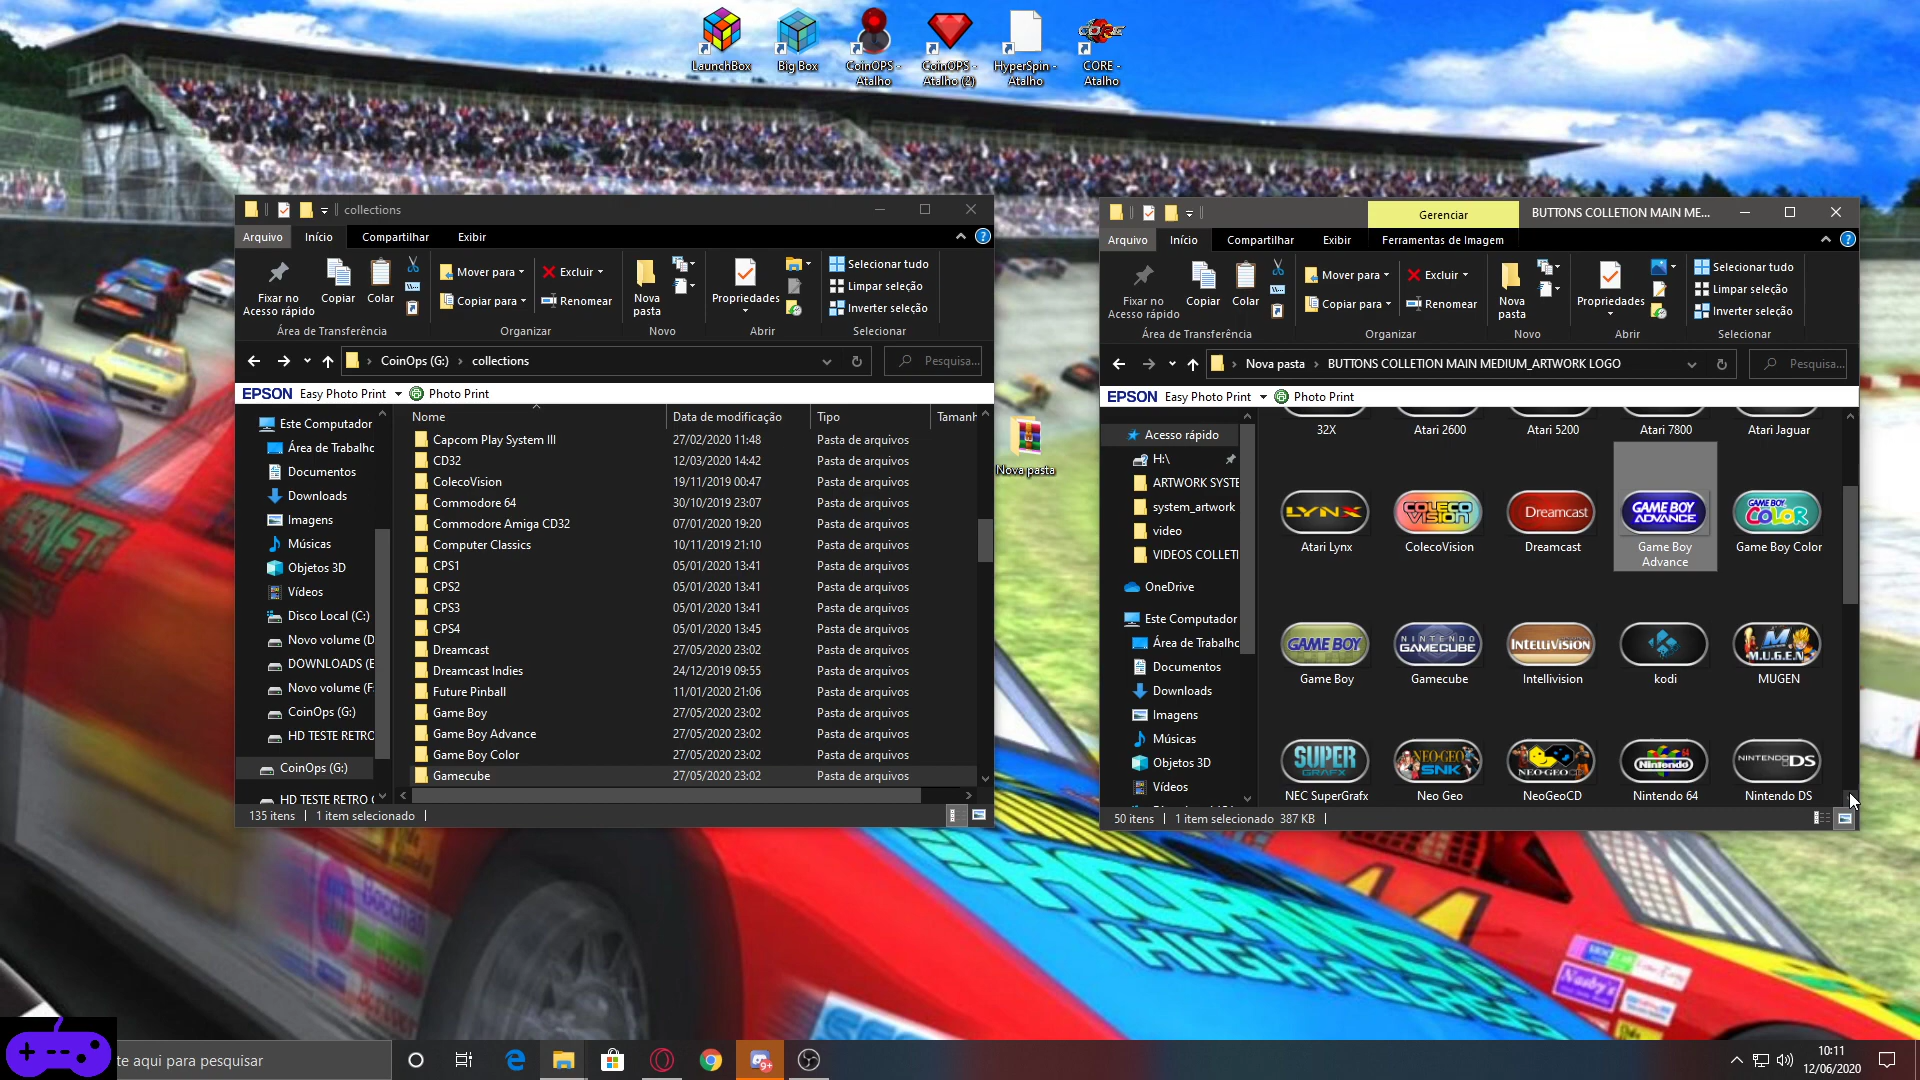 LaunchBox
Big Box
CoinOPS - Atalho
CoinOPS - Atalho (2)
HyperSpin - Atalho
CORE
CORE - Atalho
collections
Arquivo
Início
Compartilhar
Exibir
Fixar no Acesso rápido
Copiar
Colar
Mover para
Copiar para
Excluir
Renomear
Nova pasta
Propriedades
Selecionar tudo
Limpar seleção
Inverter seleção
Área de Transferência
Organizar
Novo
Abrir
Selecionar
CoinOps (G:) › collections
Pesquisa...
EPSON Easy Photo Print Photo Print
Este Computador
Área de Trabalho
Documentos
Downloads
Imagens
Músicas
Objetos 3D
Vídeos
Disco Local (C:)
Novo volume (D
DOWNLOADS (E
Novo volume (F:
CoinOps (G:)
HD TESTE RETRO
CoinOps (G:)
HD TESTE RETRO (
Nome Data de modificação Tipo Tamanh
Capcom Play System III 27/02/2020 11:48 Pasta de arquivos
CD32 12/03/2020 14:42 Pasta de arquivos
ColecoVision 19/11/2019 00:47 Pasta de arquivos
Commodore 64 30/10/2019 23:07 Pasta de arquivos
Commodore Amiga CD32 07/01/2020 19:20 Pasta de arquivos
Computer Classics 10/11/2019 21:10 Pasta de arquivos
CPS1 05/01/2020 13:41 Pasta de arquivos
CPS2 05/01/2020 13:41 Pasta de arquivos
CPS3 05/01/2020 13:41 Pasta de arquivos
CPS4 05/01/2020 13:45 Pasta de arquivos
Dreamcast 27/05/2020 23:02 Pasta de arquivos
Dreamcast Indies 24/12/2019 09:55 Pasta de arquivos
Future Pinball 11/01/2020 21:06 Pasta de arquivos
Game Boy 27/05/2020 23:02 Pasta de arquivos
Game Boy Advance 27/05/2020 23:02 Pasta de arquivos
Game Boy Color 27/05/2020 23:02 Pasta de arquivos
Gamecube 27/05/2020 23:02 Pasta de arquivos
135 itens 1 item selecionado
Nova pasta
Gerenciar
BUTTONS COLLETION MAIN ME...
Arquivo
Início
Compartilhar
Exibir
Ferramentas de Imagem
Fixar no Acesso rápido
Copiar
Colar
Mover para
Copiar para
Excluir
Renomear
Nova pasta
Propriedades
Selecionar tudo
Limpar seleção
Inverter seleção
Área de Transferência
Organizar
Novo
Abrir
Selecionar
Nova pasta › BUTTONS COLLETION MAIN MEDIUM_ARTWORK LOGO
Pesquisa...
EPSON Easy Photo Print Photo Print
Acesso rápido
H:\
ARTWORK SYSTE
system_artwork
video
VIDEOS COLLETI
OneDrive
Este Computador
Área de Trabalho
Documentos
Downloads
Imagens
Músicas
Objetos 3D
Vídeos
32X
Atari 2600
Atari 5200
Atari 7800
Atari Jaguar
LYNX
COLECO VISION
Dreamcast
GAME BOY ADVANCE
GAME BOY COLOR
Atari Lynx
ColecoVision
Dreamcast
Game Boy Advance
Game Boy Color
GAME BOY
NINTENDO GAMECUBE
INTELLIVISION
M.U.G.E.N
Game Boy
Gamecube
Intellivision
kodi
MUGEN
SUPER GRAFX
NEO-GEO SNK
NEO-GEO CD
Nintendo 64
NINTENDO DS
NEC SuperGrafx
Neo Geo
NeoGeoCD
Nintendo 64
Nintendo DS
50 itens 1 item selecionado 387 KB
HORNET
HIGH-CLASS
Nasby's
te aqui para pesquisar
9+
10:11
12/06/2020